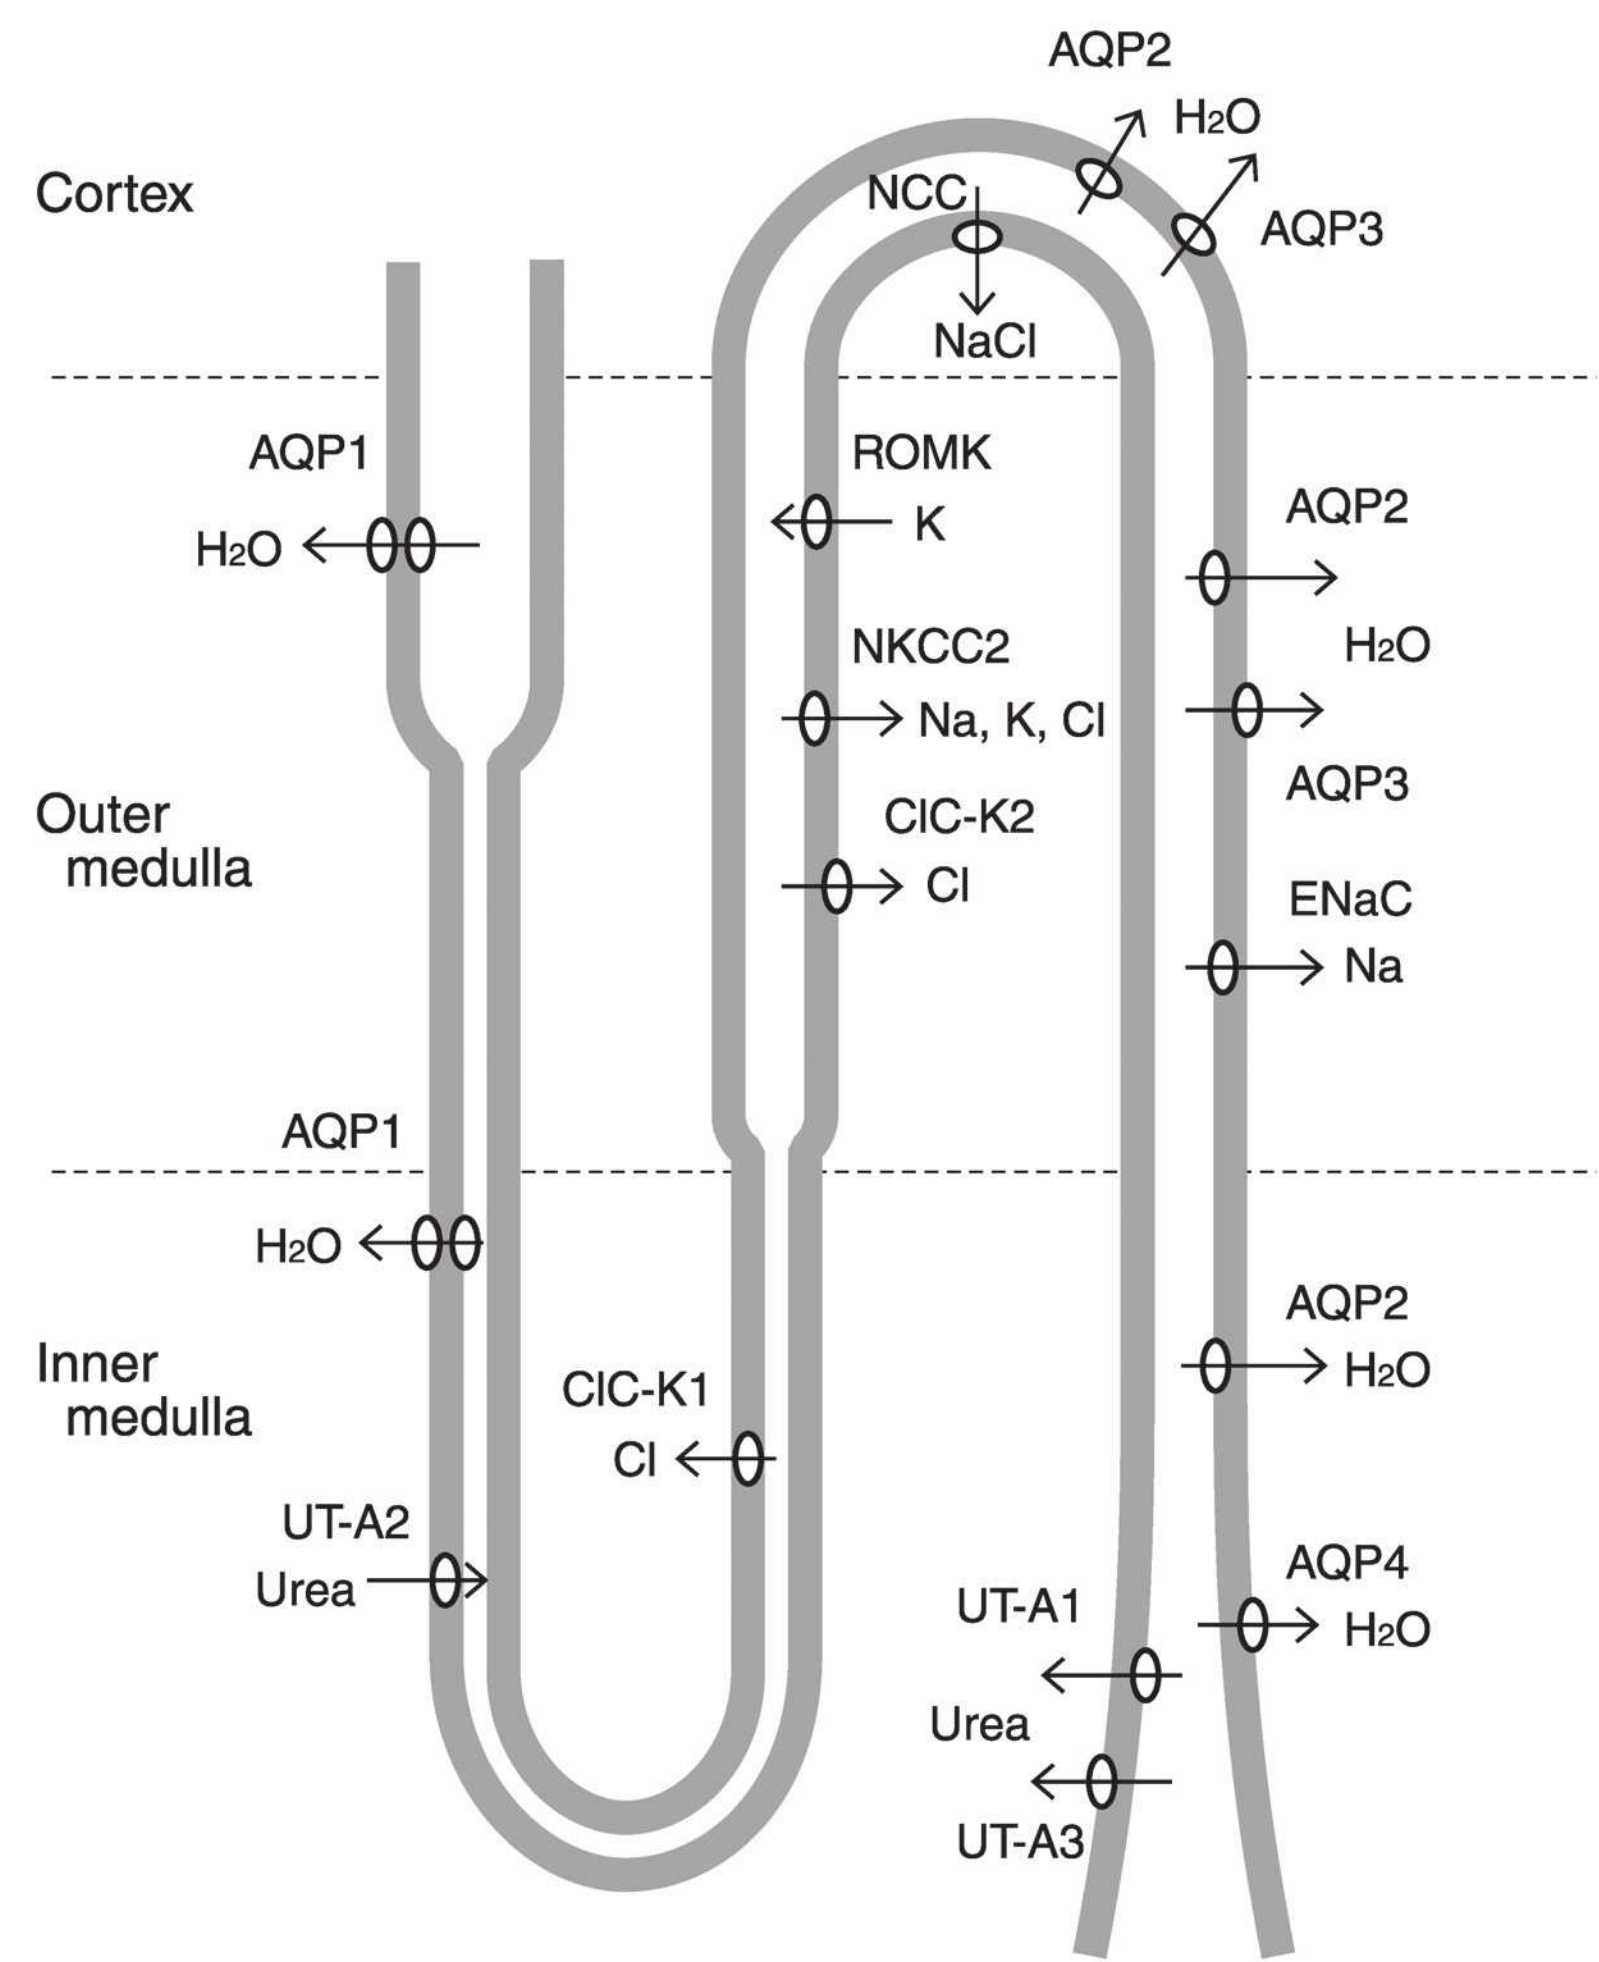 AQP2
H2O
Cortex
NCC
AQP3
NaCl
AQP1
H2O
ROMK
K
AQP2
NKCC2
H2O
Na, K, Cl
AQP3
Outer
medulla
ClC-K2
Cl
ENaC
Na
AQP1
H2O
AQP2
H2O
Inner
medulla
ClC-K1
Cl
UT-A2
Urea
AQP4
H2O
UT-A1
Urea
UT-A3